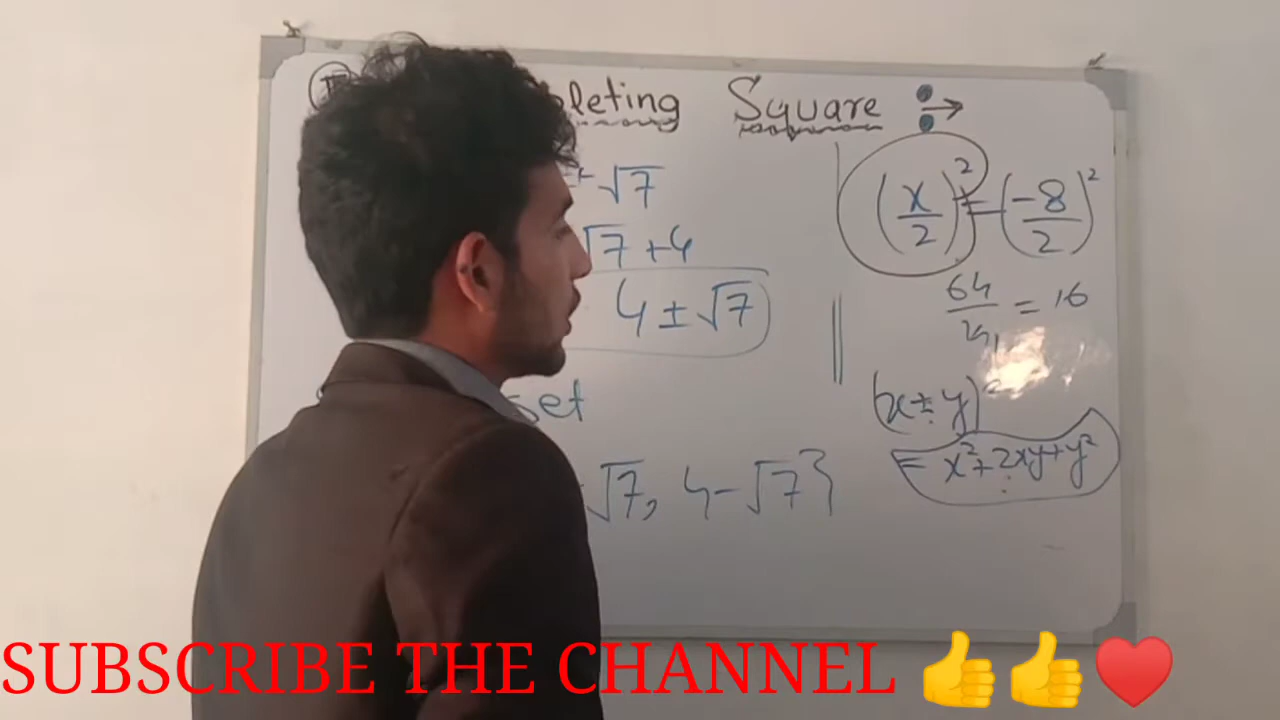 leting Square :→
± √7
√7 + 4
4 ± √7
set
√7, 4 - √7}
(x/2)² = (-8/2)²
64/4 = 16
(x ± y)²
= x² + 2xy + y²
SUBSCRIBE THE CHANNEL 👍👍❤️